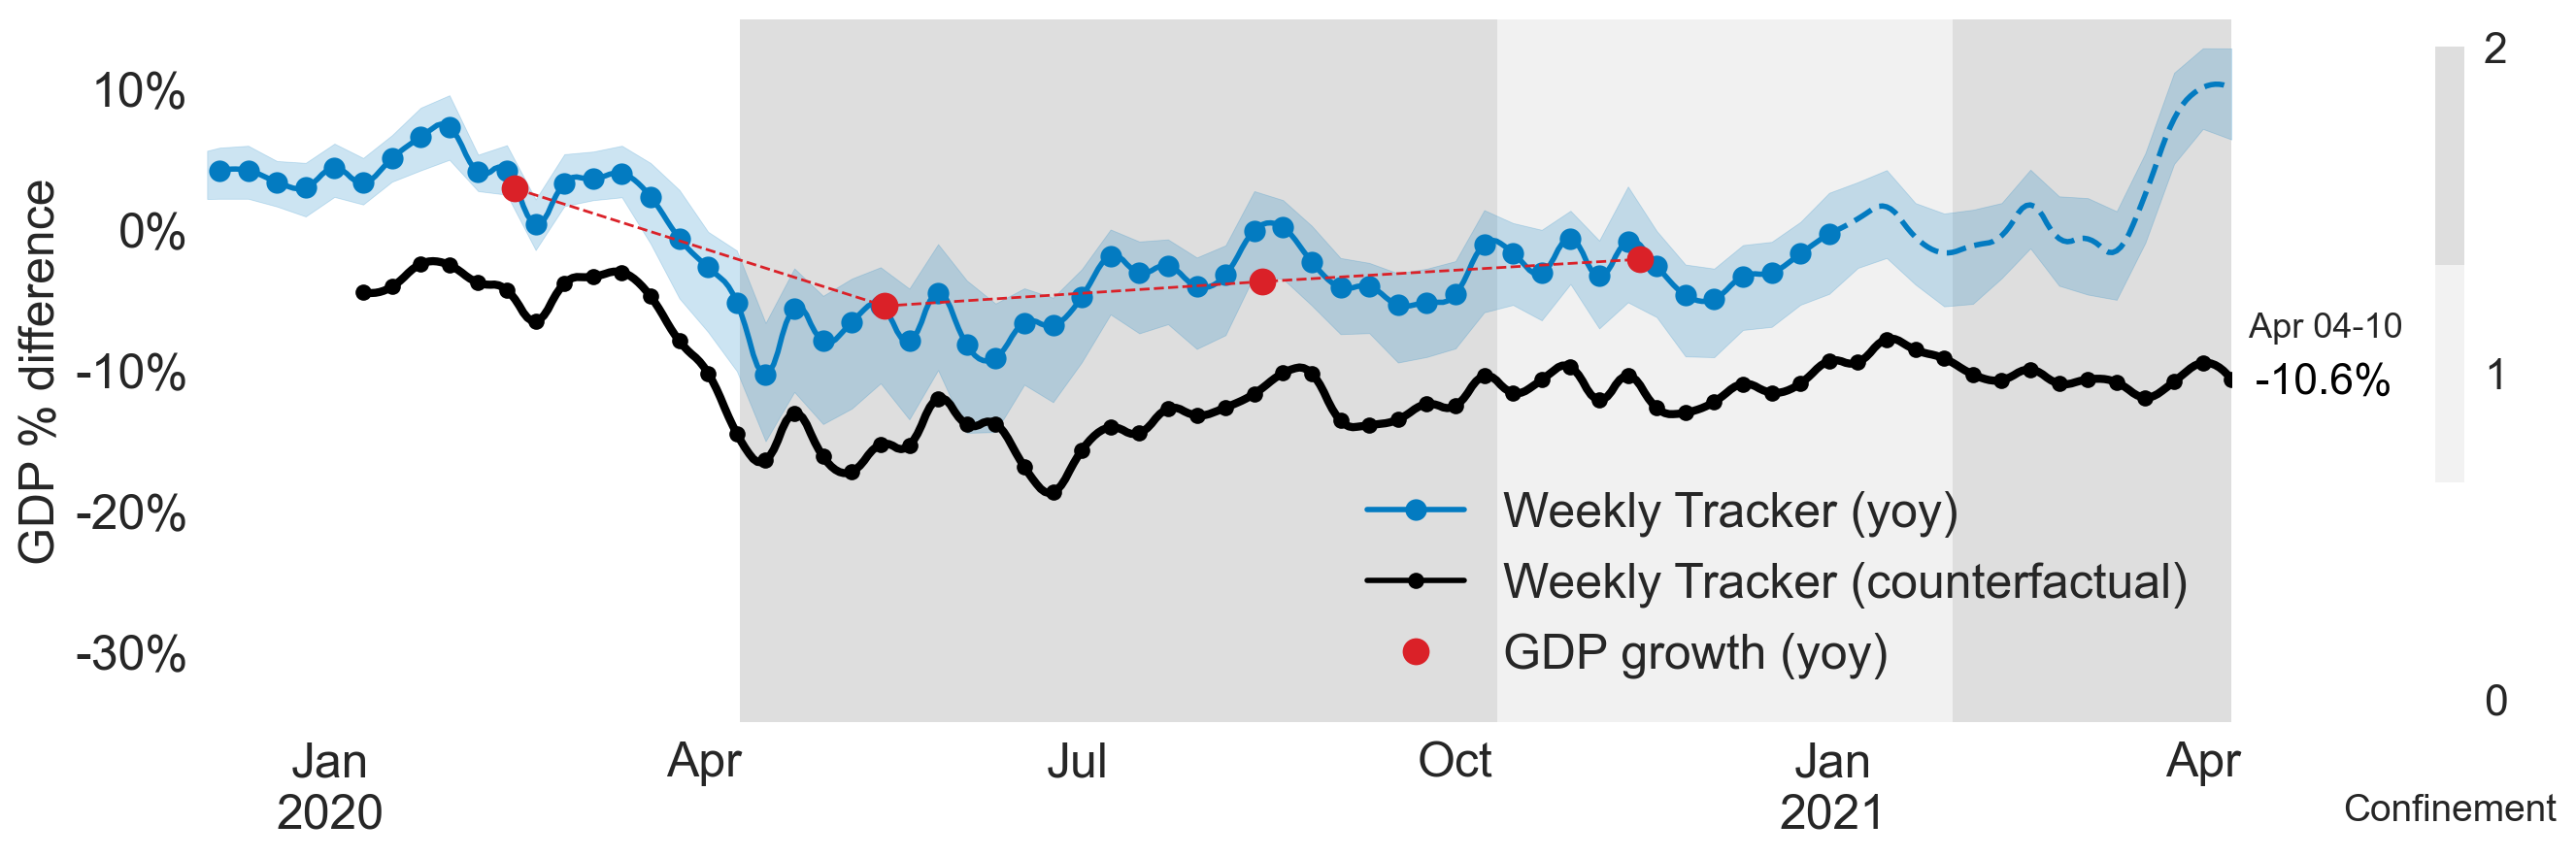 GDP % difference
10%
0%
-10%
-20%
-30%
Weekly Tracker (yoy)
Weekly Tracker (counterfactual)
GDP growth (yoy)
Jan
2020
Apr
Jul
Oct
Jan
2021
Apr
Apr 04-10
-10.6%
2
1
0
Confinement